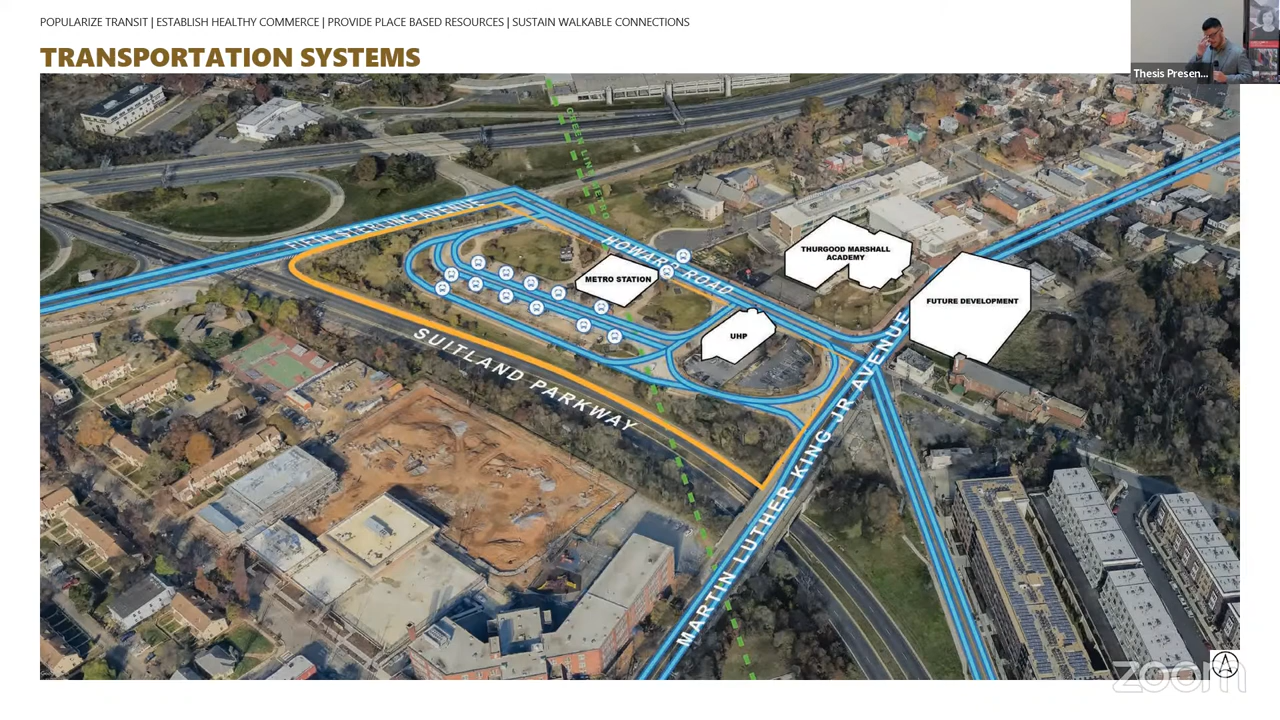 POPULARIZE TRANSIT | ESTABLISH HEALTHY COMMERCE | PROVIDE PLACE BASED RESOURCES | SUSTAIN WALKABLE CONNECTIONS
TRANSPORTATION SYSTEMS
Thesis Presen...
GREEN LINE METRO
FIFTH STERLING AVENUE
HOWARD ROAD
THURGOOD MARSHALL
ACADEMY
METRO STATION
FUTURE DEVELOPMENT
UHP
SUITLAND PARKWAY
MARTIN LUTHER KING JR AVENUE
zoom